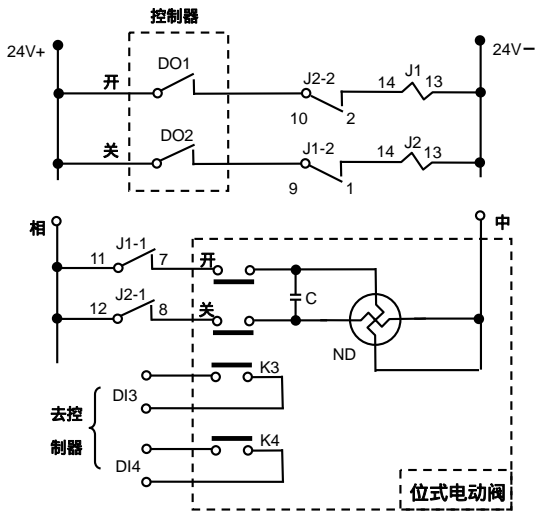 控制器
24V+
DO1
24V−
开
J2-2
14
J1
13
10
2
DO2
关
J1-2
14
J2
13
9
1
相
中
J1-1
11
7
开
J2-1
12
8
关
C
ND
K3
DI3
去控
制器
K4
DI4
位式电动阀